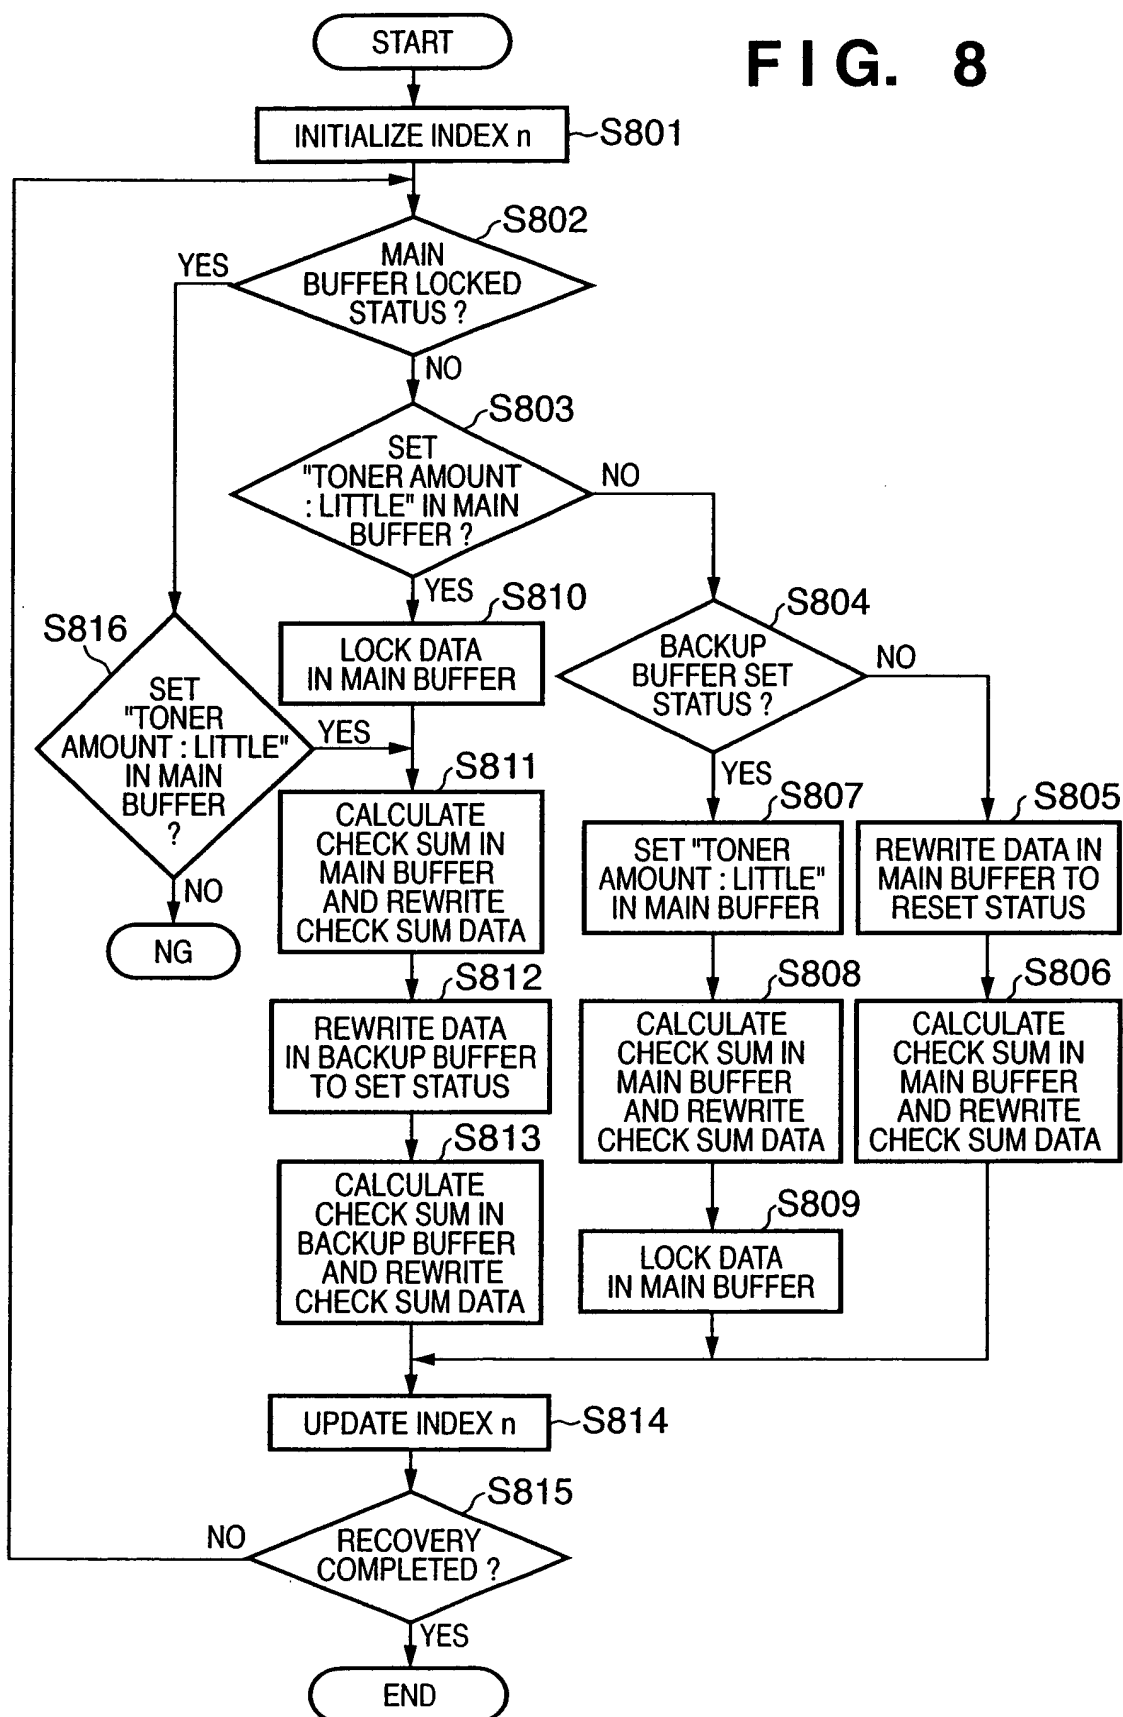 START
FIG. 8
INITIALIZE INDEX n
S801
S802
MAIN
BUFFER LOCKED
STATUS ?
YES
NO
S803
SET
"TONER AMOUNT
: LITTLE" IN MAIN
BUFFER ?
NO
YES
S810
LOCK DATA
IN MAIN BUFFER
S804
BACKUP
BUFFER SET
STATUS ?
NO
YES
S816
SET
"TONER
AMOUNT : LITTLE"
IN MAIN
BUFFER
?
YES
NO
NG
S811
CALCULATE
CHECK SUM IN
MAIN BUFFER
AND REWRITE
CHECK SUM DATA
S807
SET "TONER
AMOUNT : LITTLE"
IN MAIN BUFFER
S805
REWRITE DATA IN
MAIN BUFFER TO
RESET STATUS
S812
REWRITE DATA
IN BACKUP BUFFER
TO SET STATUS
S808
CALCULATE
CHECK SUM IN
MAIN BUFFER
AND REWRITE
CHECK SUM DATA
S806
CALCULATE
CHECK SUM IN
MAIN BUFFER
AND REWRITE
CHECK SUM DATA
S813
CALCULATE
CHECK SUM IN
BACKUP BUFFER
AND REWRITE
CHECK SUM DATA
S809
LOCK DATA
IN MAIN BUFFER
UPDATE INDEX n
S814
S815
RECOVERY
COMPLETED ?
NO
YES
END